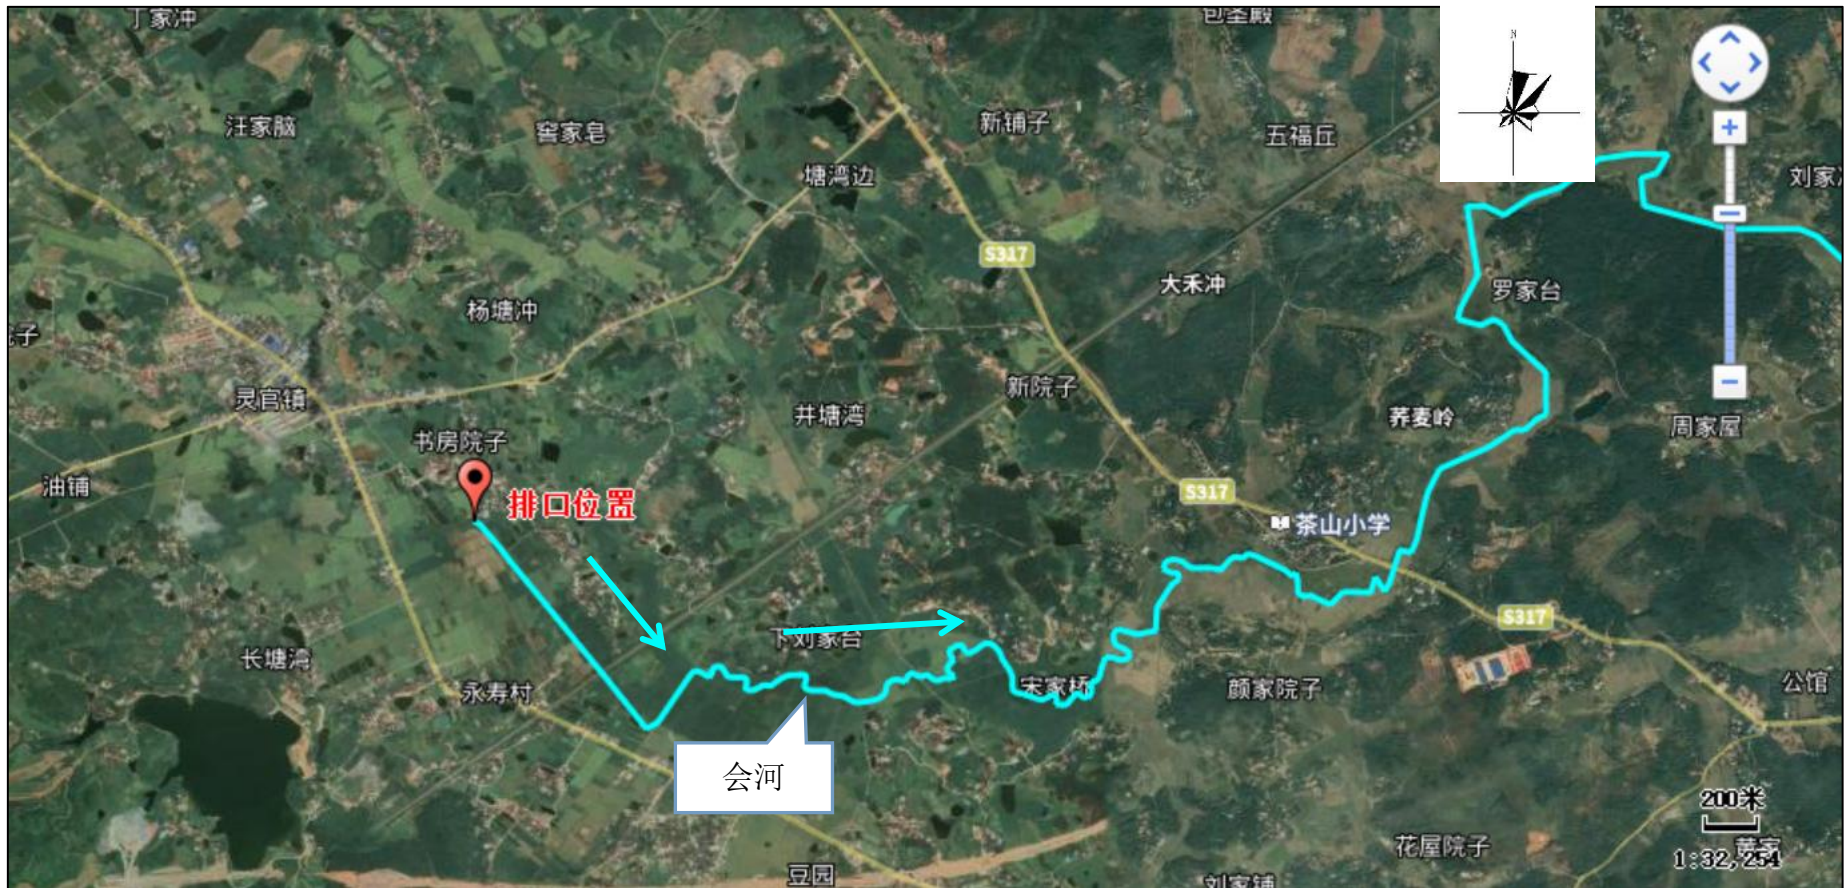 丁家冲
包圣殿
N
汪家脑
窖家皂
新铺子
五福丘
塘湾边
刘家
S317
大禾冲
罗家台
杨塘冲
子
灵官镇
新院子
井塘湾
荞麦岭
周家屋
书房院子
油铺
排口位置
S317
茶山小学
S317
下刘家台
长塘湾
永寿村
宋家桥
颜家院子
公馆
会河
200米
花屋院子
黄家
1:32,254
豆园
刘家铺